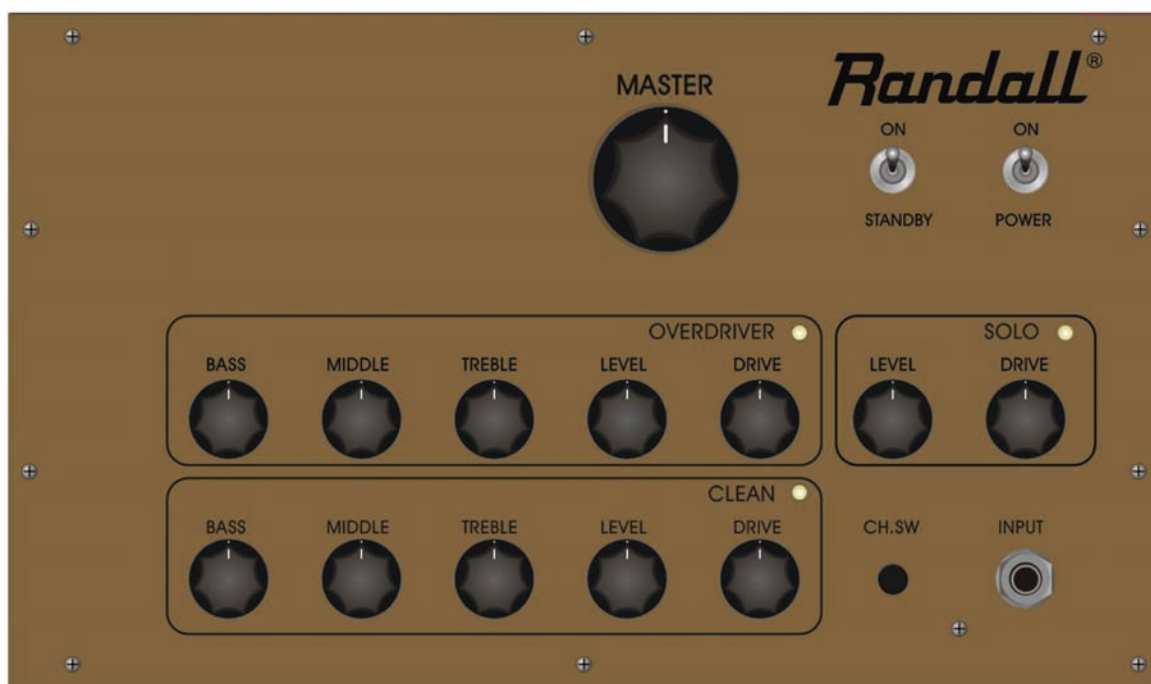 Randall®
MASTER
ON ON
STANDBY POWER
OVERDRIVER
BASS MIDDLE TREBLE LEVEL DRIVE
SOLO
LEVEL DRIVE
CLEAN
BASS MIDDLE TREBLE LEVEL DRIVE
CH.SW INPUT